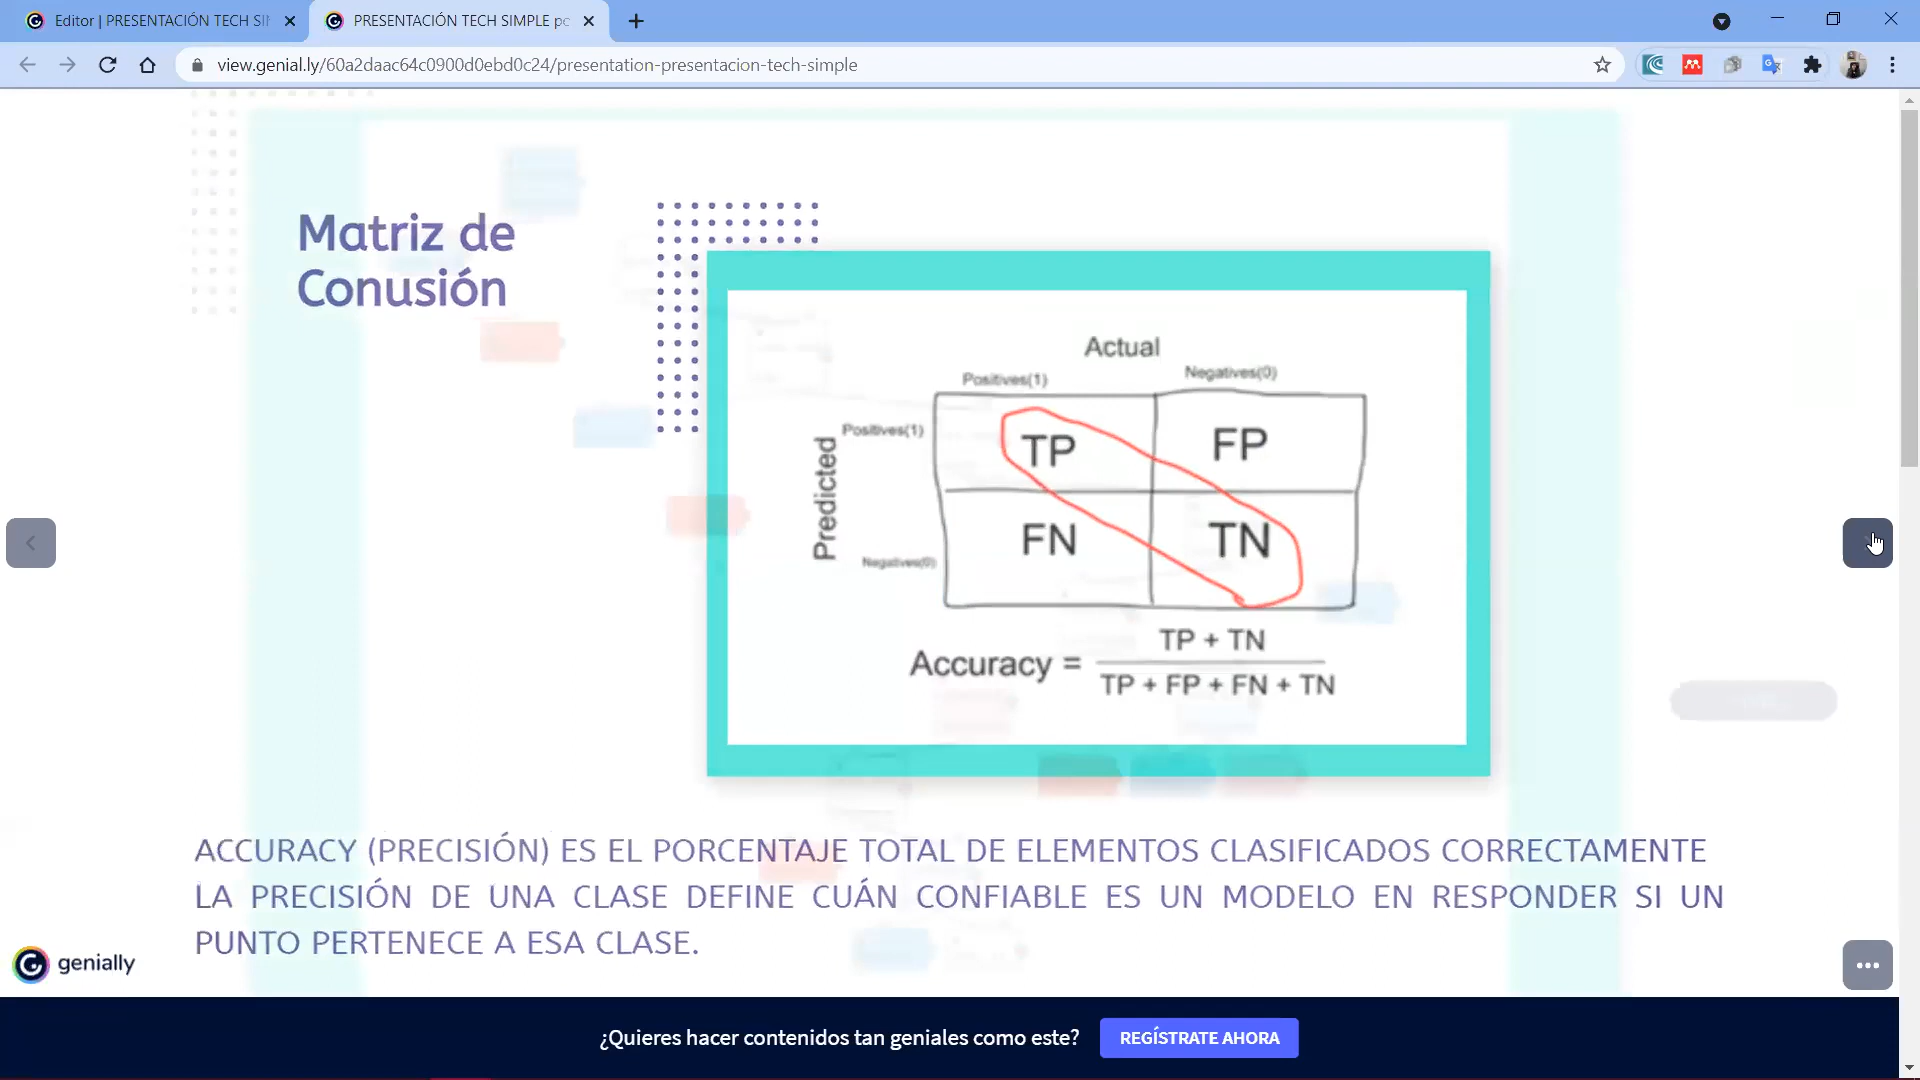 Editor | PRESENTACIÓN TECH SI
PRESENTACIÓN TECH SIMPLE po
view.genial.ly/60a2daac64c0900d0ebd0c24/presentation-presentacion-tech-simple
Matriz de
Conusión
Actual
Positives(1)
Negatives(0)
Predicted
Positives(1)
TP
FP
Negatives(0)
FN
TN
Accuracy =
TP + TN
TP + FP + FN + TN
ACCURACY (PRECISIÓN) ES EL PORCENTAJE TOTAL DE ELEMENTOS CLASIFICADOS CORRECTAMENTE
LA PRECISIÓN DE UNA CLASE DEFINE CUÁN CONFIABLE ES UN MODELO EN RESPONDER SI UN
PUNTO PERTENECE A ESA CLASE.
genially
¿Quieres hacer contenidos tan geniales como este?
REGÍSTRATE AHORA